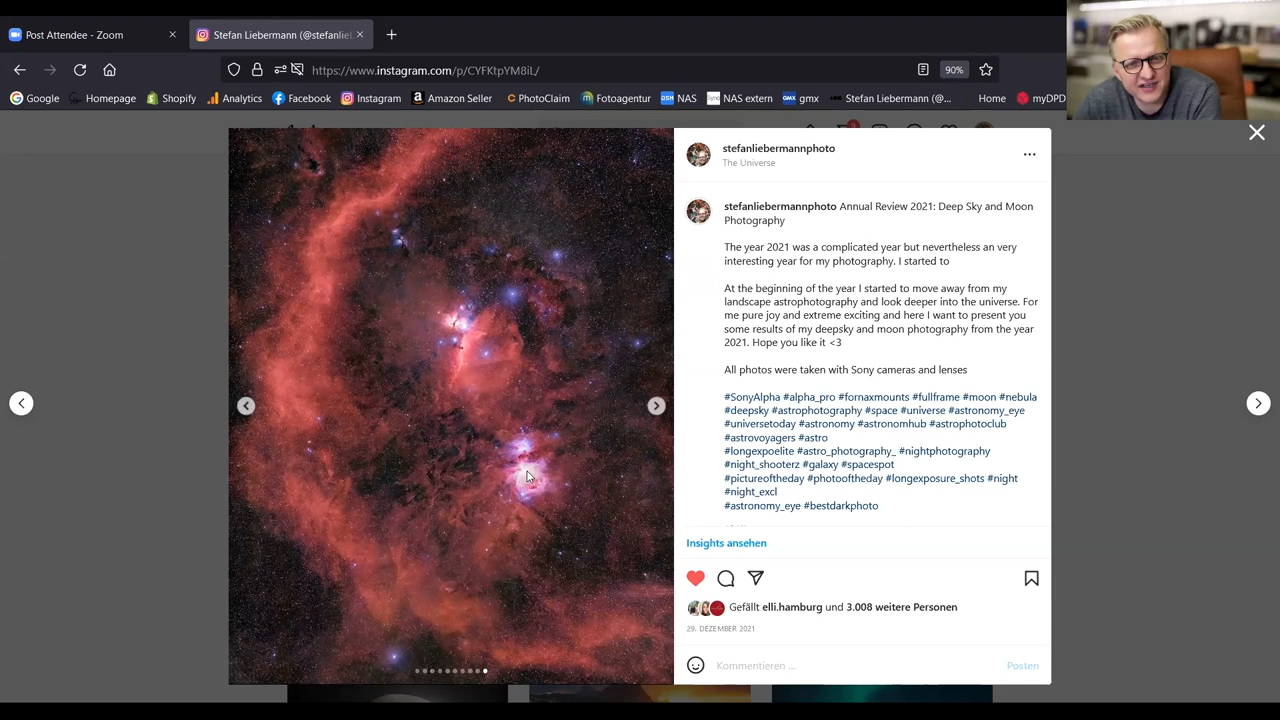 Post Attendee - Zoom
Stefan Liebermann (@stefanlie
https://www.instagram.com/p/CYFKtpYM8iL/
90%
Google
Homepage
Shopify
Analytics
Facebook
Instagram
Amazon Seller
PhotoClaim
Fotoagentur
NAS
NAS extern
gmx
Stefan Liebermann (@...
Home
myDPD
stefanliebermannphoto
The Universe
stefanliebermannphoto Annual Review 2021: Deep Sky and Moon
Photography
The year 2021 was a complicated year but nevertheless an very
interesting year for my photography. I started to
At the beginning of the year I started to move away from my
landscape astrophotography and look deeper into the universe. For
me pure joy and extreme exciting and here I want to present you
some results of my deepsky and moon photography from the year
2021. Hope you like it <3
All photos were taken with Sony cameras and lenses
#SonyAlpha #alpha_pro #fornaxmounts #fullframe #moon #nebula
#deepsky #astrophotography #space #universe #astronomy_eye
#universetoday #astronomy #astronomhub #astrophotoclub
#astrovoyagers #astro
#longexpoelite #astro_photography_ #nightphotography
#night_shooterz #galaxy #spacespot
#pictureoftheday #photooftheday #longexposure_shots #night
#night_excl
#astronomy_eye #bestdarkphoto
Insights ansehen
Gefällt elli.hamburg und 3.008 weitere Personen
29. DEZEMBER 2021
Kommentieren ...
Posten